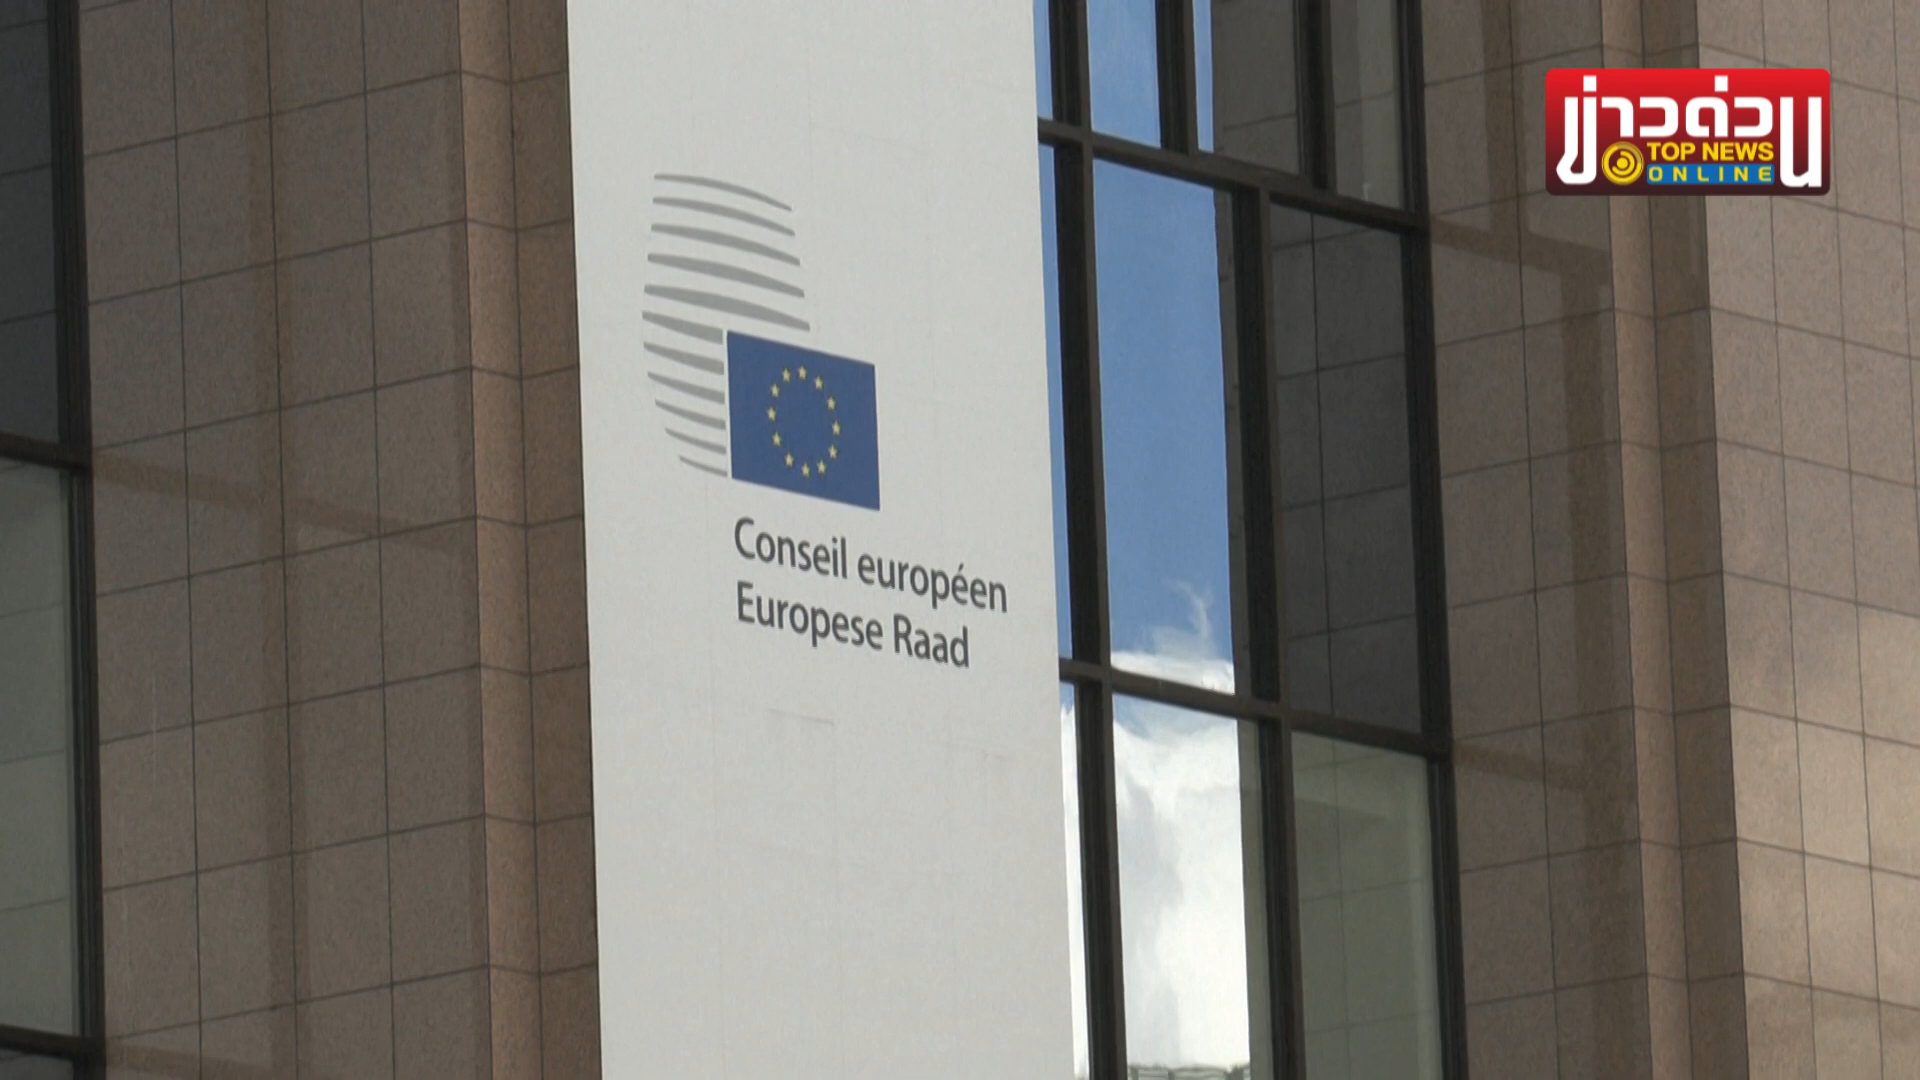 ข่าวด่วน
TOP NEWS
ONLINE
Conseil européen
Europese Raad